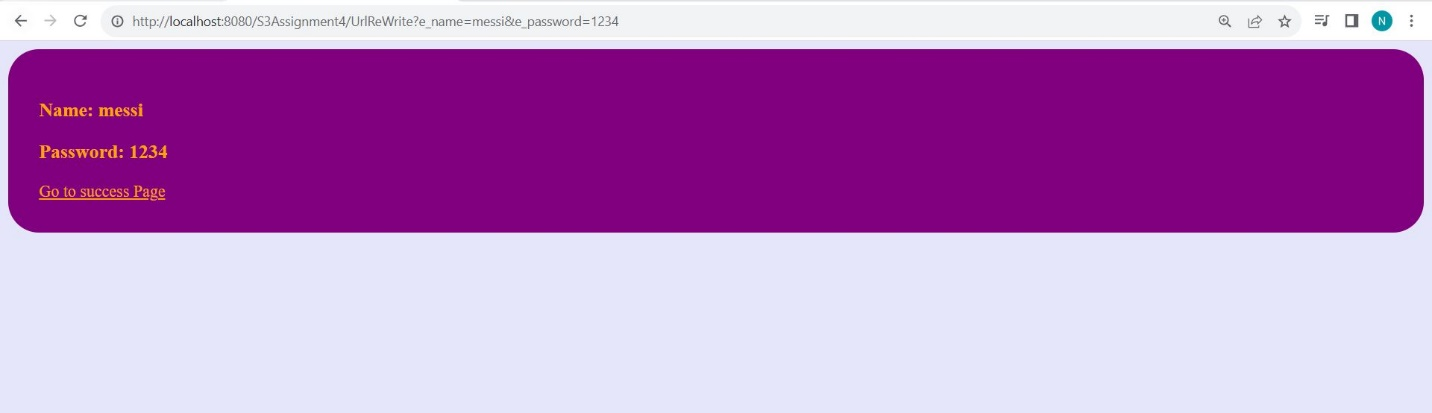 http://localhost:8080/S3Assignment4/UrlReWrite?e_name=messi&e_password=1234
N
Name: messi
Password: 1234
Go to success Page